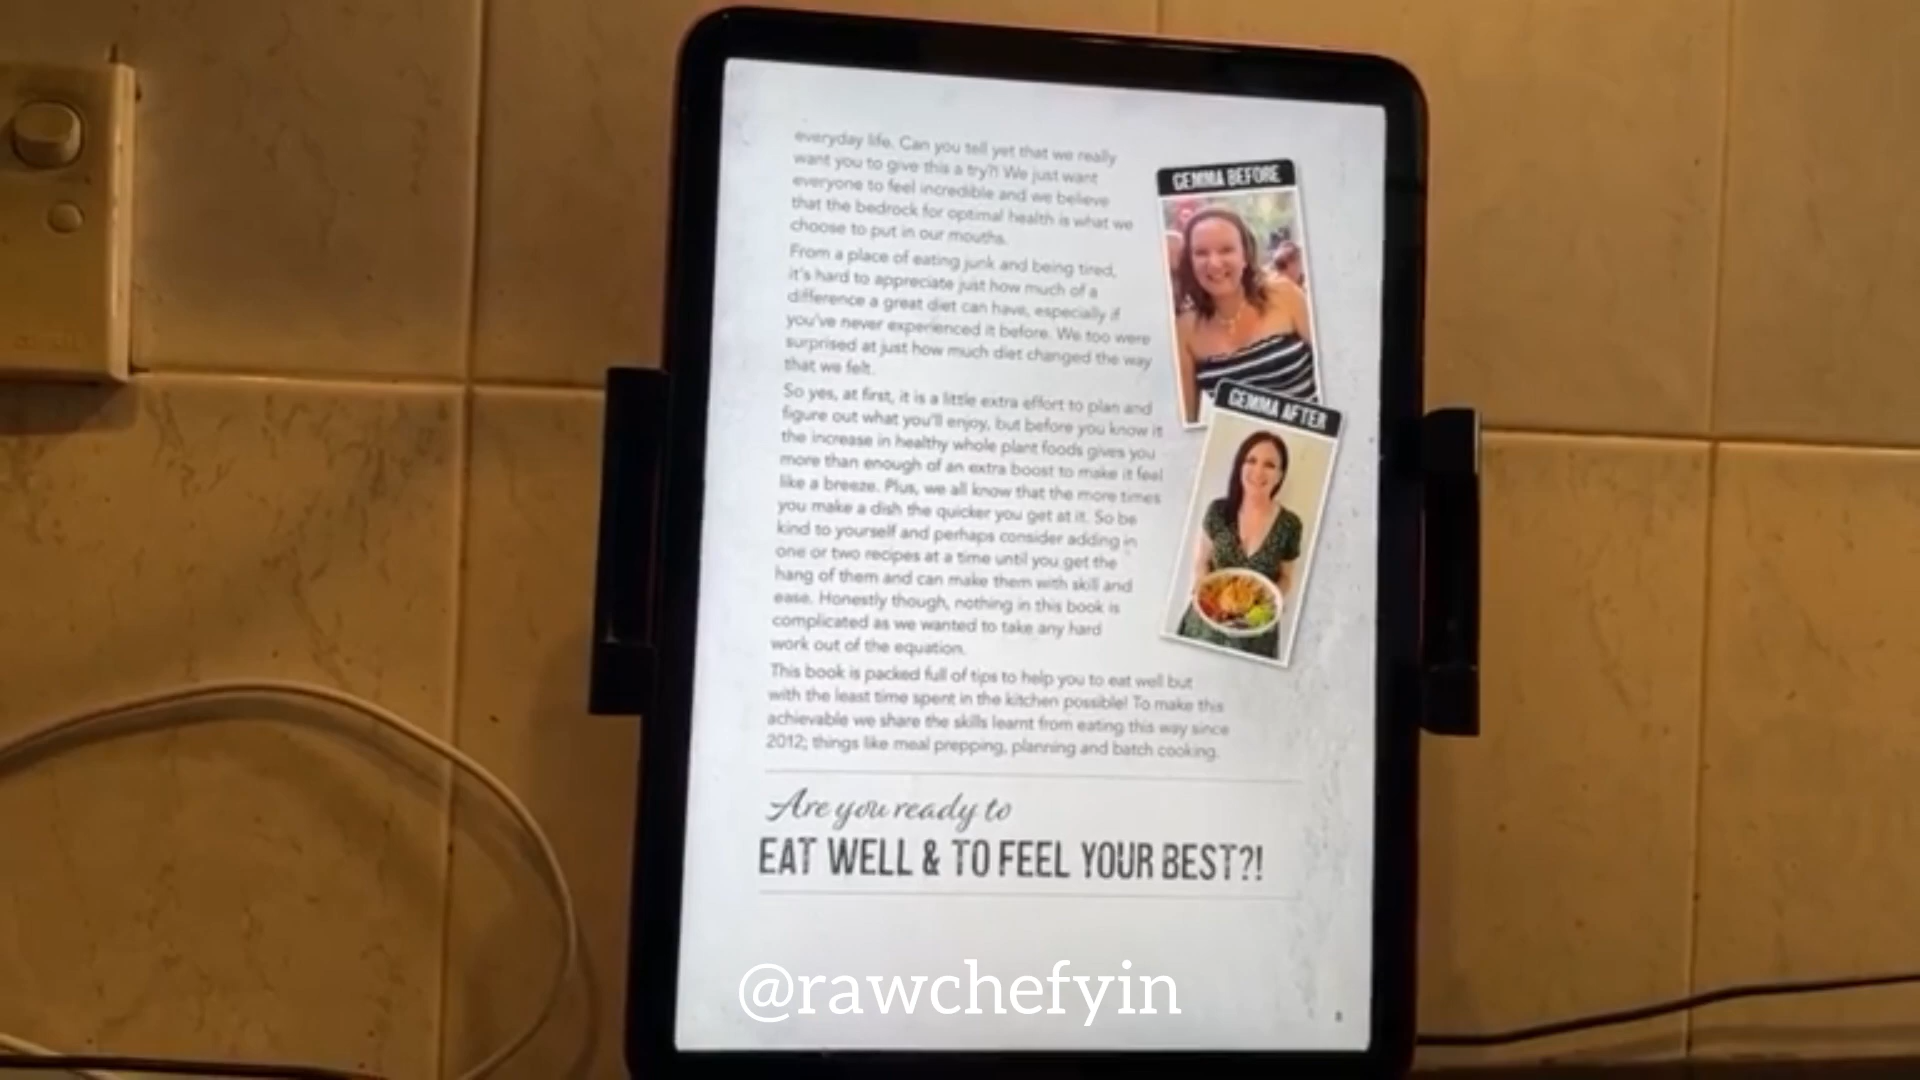 everyday life. Can you tell yet that we really
want you to give this a try?! We just want
everyone to feel incredible and we believe
that the bedrock for optimal health is what we
choose to put in our mouths.
From a place of eating junk and being tired,
it's hard to appreciate just how much of a
difference a great diet can have, especially if
you've never experienced it before. We too were
surprised at just how much diet changed the way
that we felt.
So yes, at first, it is a little extra effort to plan and
figure out what you'll enjoy, but before you know it
the increase in healthy whole plant foods gives you
more than enough of an extra boost to make it feel
like a breeze. Plus, we all know that the more times
you make a dish the quicker you get at it. So be
kind to yourself and perhaps consider adding in
one or two recipes at a time until you get the
hang of them and can make them with skill and
ease. Honestly though, nothing in this book is
complicated as we wanted to take any hard
work out of the equation.
This book is packed full of tips to help you to eat well but
with the least time spent in the kitchen possible! To make this
achievable we share the skills learnt from eating this way since
2012; things like meal prepping, planning and batch cooking.
GEMMA BEFORE
GEMMA AFTER
Are you ready to
EAT WELL & TO FEEL YOUR BEST?!
@rawchefyin